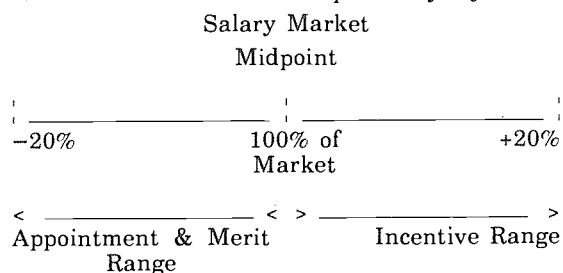 Salary Market
Midpoint
−20% 100% of +20%
Market
< < > >
Appointment & Merit Incentive Range
Range